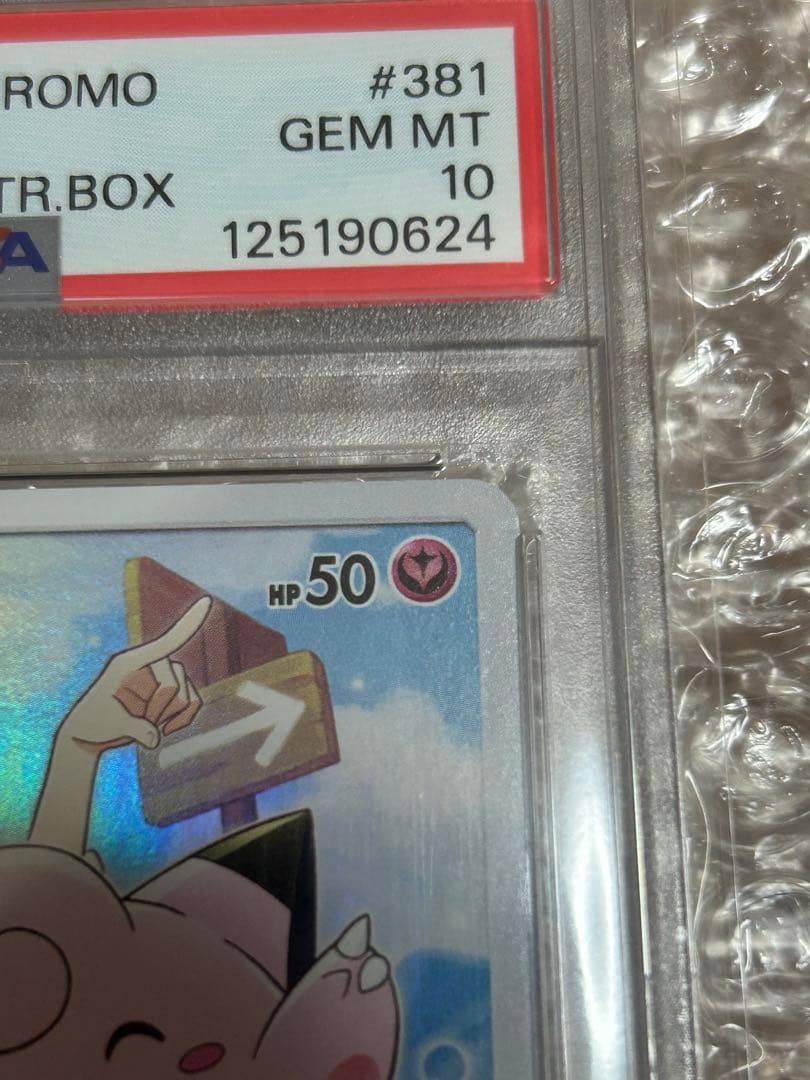 ROMO #381
GEM MT
TR.BOX 10
A 125190624
HP50